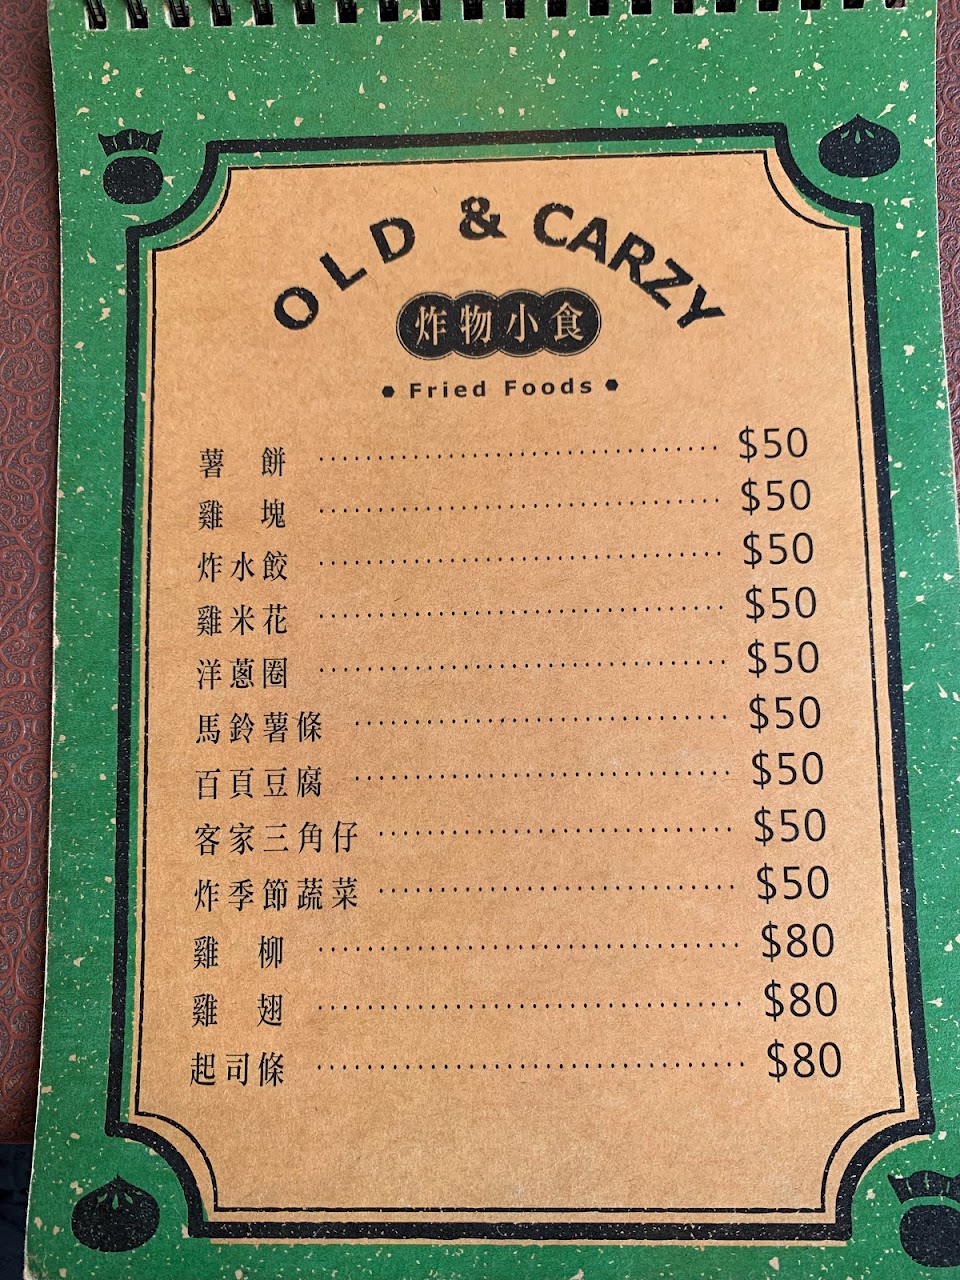 OLD & CARZY
炸物小食
Fried Foods
薯餅 $50
雞塊 $50
炸水餃 $50
雞米花 $50
洋蔥圈 $50
馬鈴薯條 $50
百頁豆腐 $50
客家三角仔 $50
炸季節蔬菜 $50
雞柳 $80
雞翅 $80
起司條 $80